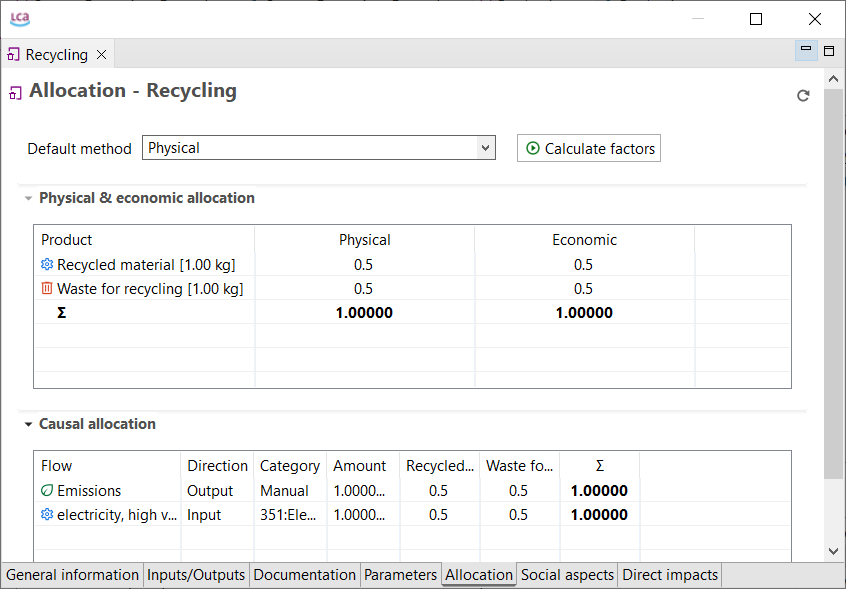 LCA
Recycling
Allocation - Recycling
Default method Physical Calculate factors
Physical & economic allocation
Product Physical Economic
Recycled material [1.00 kg] 0.5 0.5
Waste for recycling [1.00 kg] 0.5 0.5
Σ 1.00000 1.00000
Causal allocation
Flow Direction Category Amount Recycled... Waste fo... Σ
Emissions Output Manual 1.0000... 0.5 0.5 1.00000
electricity, high v... Input 351:Ele... 1.0000... 0.5 0.5 1.00000
General information Inputs/Outputs Documentation Parameters Allocation Social aspects Direct impacts